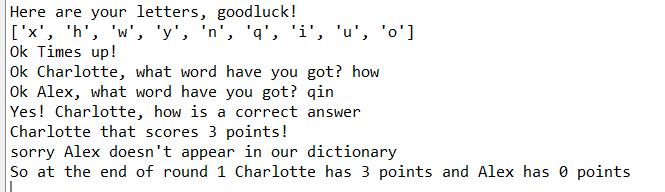 Here are your letters, goodluck!
['x', 'h', 'w', 'y', 'n', 'q', 'i', 'u', 'o']
Ok Times up!
Ok Charlotte, what word have you got? how
Ok Alex, what word have you got? qin
Yes! Charlotte, how is a correct answer
Charlotte that scores 3 points!
sorry Alex doesn't appear in our dictionary
So at the end of round 1 Charlotte has 3 points and Alex has 0 points